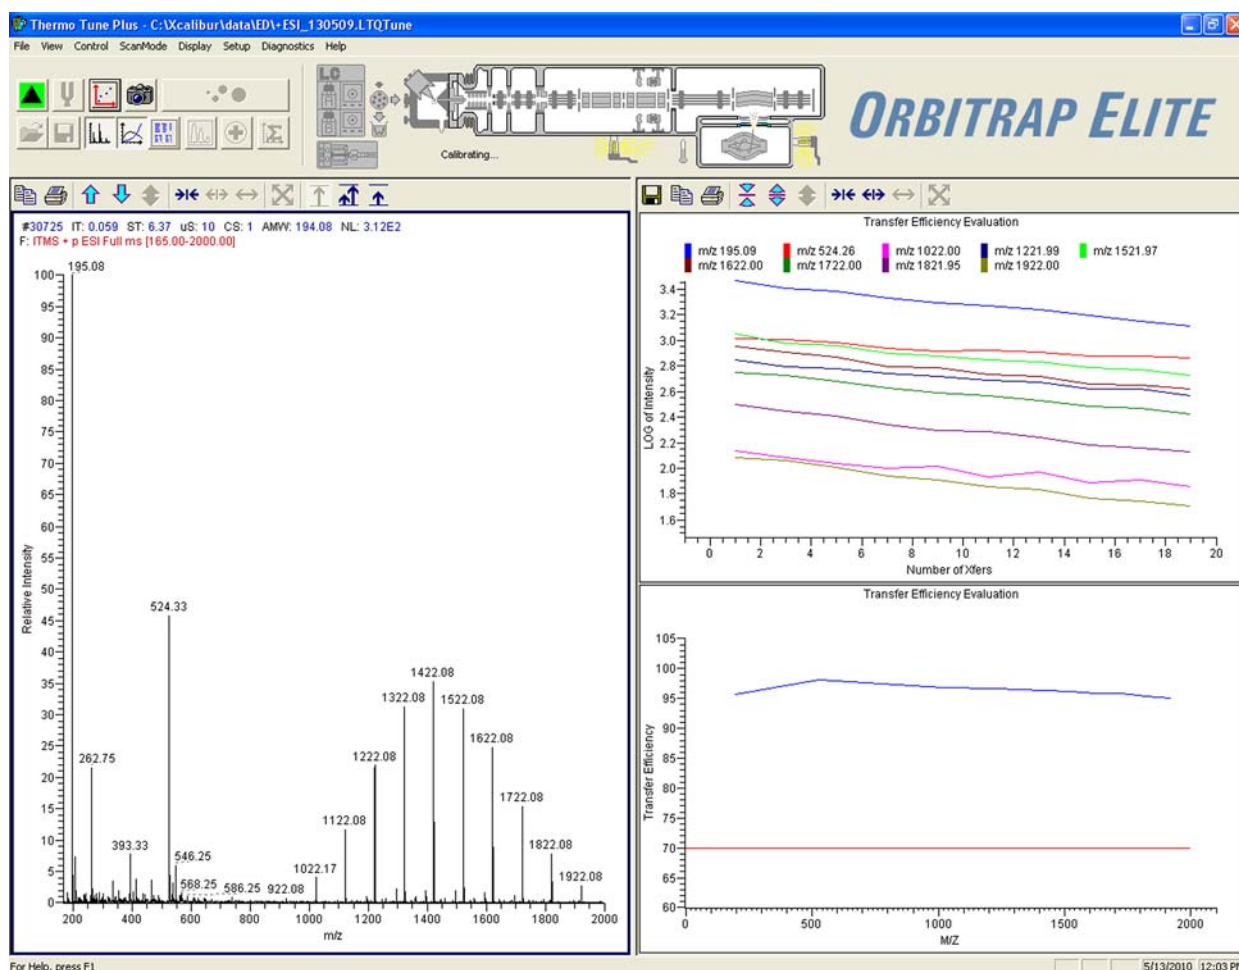 Thermo Tune Plus - C:\Xcalibur\data\ED\+ESI_130509.LTQTune
File View Control ScanMode Display Setup Diagnostics Help
LC
Calibrating...
ORBITRAP ELITE
#30725 IT: 0.059 ST: 6.37 uS: 10 CS: 1 AMW: 194.08 NL: 3.12E2
F: ITMS + p ESI Full ms [165.00-2000.00]
195.08
100
95
90
85
80
75
70
65
60
55
50
45
40
35
30
25
20
15
10
5
0
Relative Intensity
524.33
262.75
393.33
546.25
568.25
586.25
922.08
1022.17
1122.08
1222.08
1322.08
1422.08
1522.08
1622.08
1722.08
1822.08
1922.08
200 400 600 800 1000 1200 1400 1600 1800 2000
m/z
Transfer Efficiency Evaluation
m/z 195.09 m/z 524.26 m/z 1022.00 m/z 1221.99 m/z 1521.97
m/z 1622.00 m/z 1722.00 m/z 1821.95 m/z 1922.00
3.4
3.2
3.0
2.8
2.6
2.4
2.2
2.0
1.8
1.6
LOG of Intensity
0 2 4 6 8 10 12 14 16 18 20
Number of Xfers
Transfer Efficiency Evaluation
105
100
95
90
85
80
75
70
65
60
Transfer Efficiency
0 500 1000 1500 2000
M/Z
For Help, press F1
5/13/2010 12:03 PM